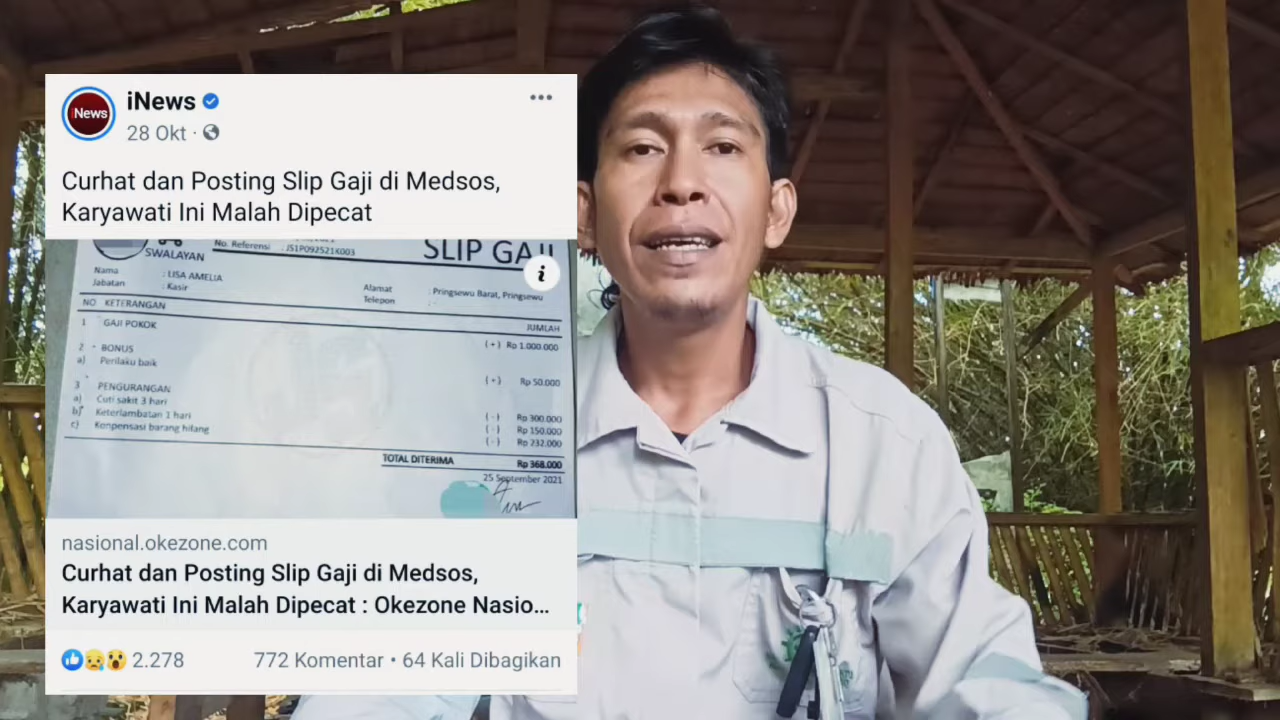 iNews
iNews
28 Okt
Curhat dan Posting Slip Gaji di Medsos,
Karyawati Ini Malah Dipecat
SWALAYAN
No. Referensi : JS1P092521K003
SLIP GAJI
Nama : LISA AMELIA
Jabatan : Kasir
Alamat : Pringsewu Barat, Pringsewu
Telepon : -
NO KETERANGAN JUMLAH
1 GAJI POKOK (+) Rp 1.000.000
2 BONUS
a) Perilaku baik (+) Rp 50.000
3 PENGURANGAN
a) Cuti sakit 3 hari (-) Rp 300.000
b) Keterlambatan 1 hari (-) Rp 150.000
c) Konpensasi barang hilang (-) Rp 232.000
TOTAL DITERIMA Rp 368.000
25 September 2021
nasional.okezone.com
Curhat dan Posting Slip Gaji di Medsos,
Karyawati Ini Malah Dipecat : Okezone Nasio...
2.278 772 Komentar • 64 Kali Dibagikan